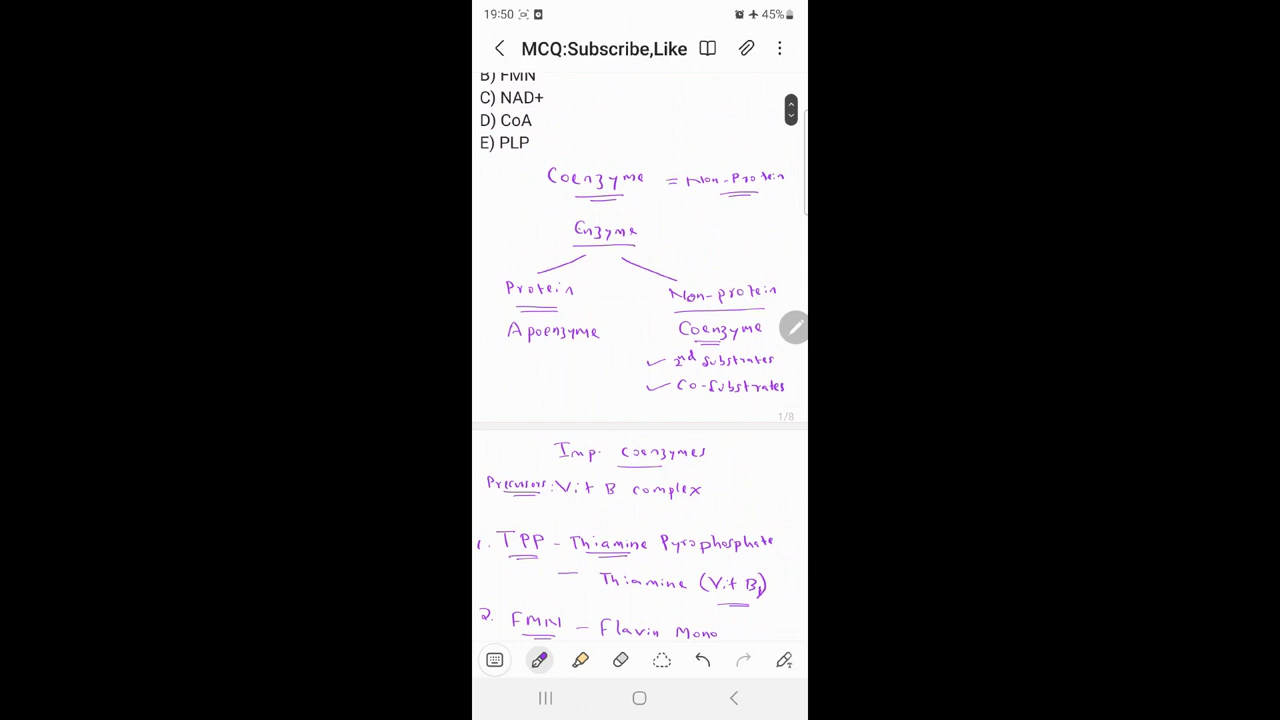 19:50 45%
MCQ:Subscribe,Like
B) FMN
C) NAD+
D) CoA
E) PLP
Coenzyme = Non-Protein
Enzyme
Protein Non-protein
Apoenzyme Coenzyme
✓ 2nd Substrates
✓ Co-Substrates
1/8
Imp. Coenzymes
Precursors: Vit B complex
1. TPP - Thiamine Pyrophosphate
— Thiamine (Vit B1)
2. FMN - Flavin Mono